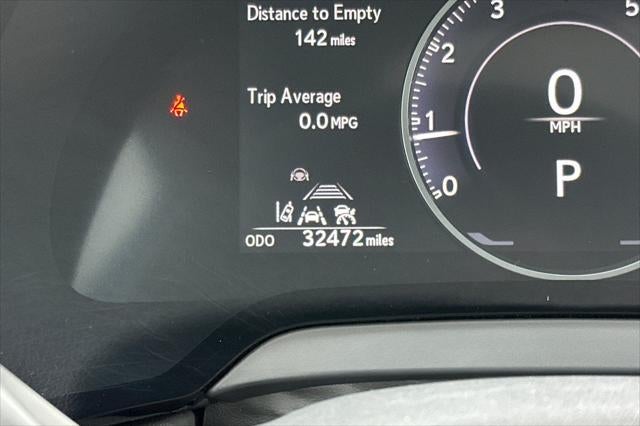 Distance to Empty
142 miles
Trip Average
0.0 MPG
ODO 32472 miles
3
5
2
1
0
0
MPH
P